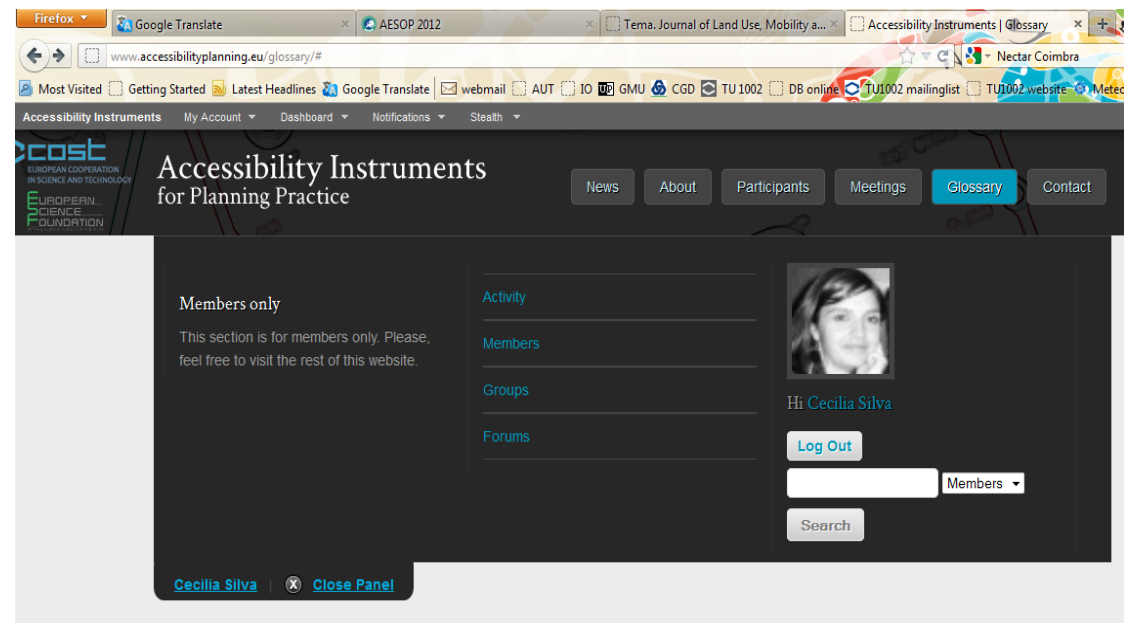 Firefox
Google Translate
AESOP 2012
Tema. Journal of Land Use, Mobility a...
Accessibility Instruments | Glossary
www.accessibilityplanning.eu/glossary/#
Nectar Coimbra
Most Visited Getting Started Latest Headlines Google Translate webmail AUT IO UP GMU CGD TU 1002 DB online TU1002 mailinglist TU1002 website Meteo
Accessibility Instruments My Account Dashboard Notifications Stealth
cost
EUROPEAN COOPERATION
IN SCIENCE AND TECHNOLOGY
EUROPEAN
SCIENCE
FOUNDATION
Accessibility Instruments
for Planning Practice
News About Participants Meetings Glossary Contact
Members only
This section is for members only. Please,
feel free to visit the rest of this website.
Activity
Members
Groups
Forums
Hi Cecilia Silva
Log Out
Members
Search
Cecilia Silva | X Close Panel